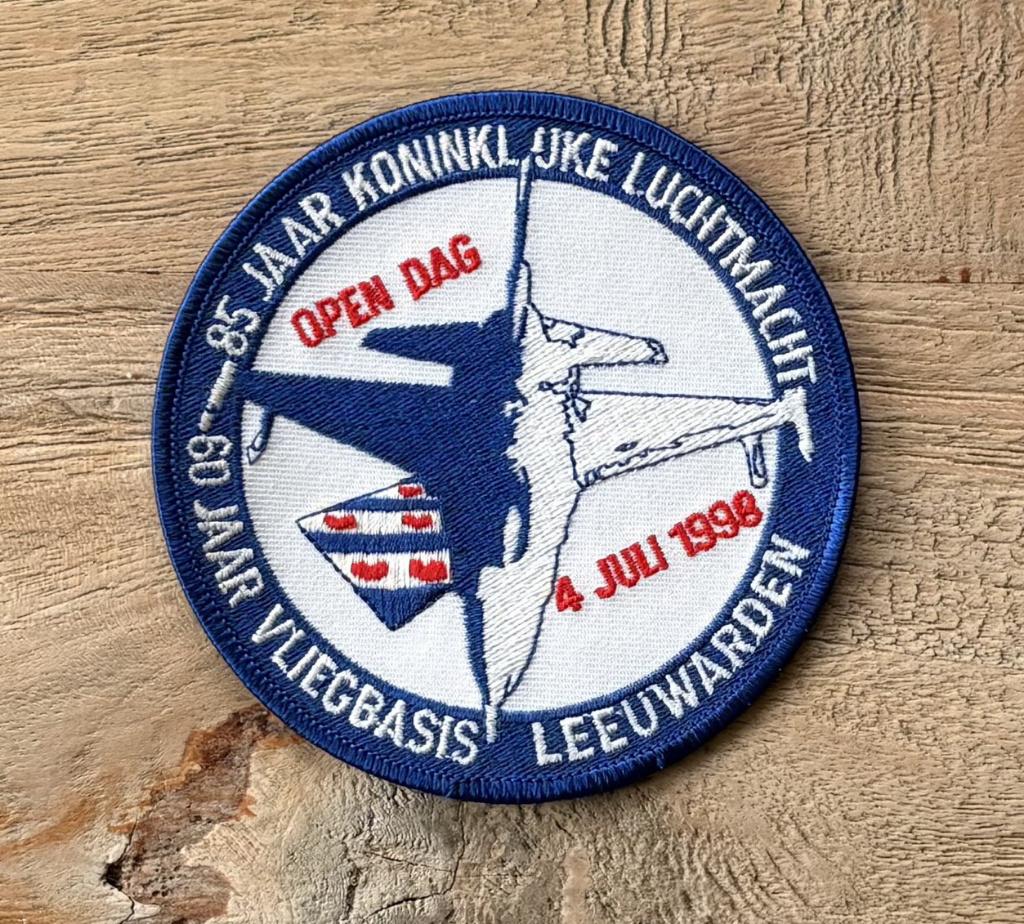 85 JAAR KONINKLIJKE LUCHTMACHT
OPEN DAG
4 JULI 1998
60 JAAR VLIEGBASIS LEEUWARDEN